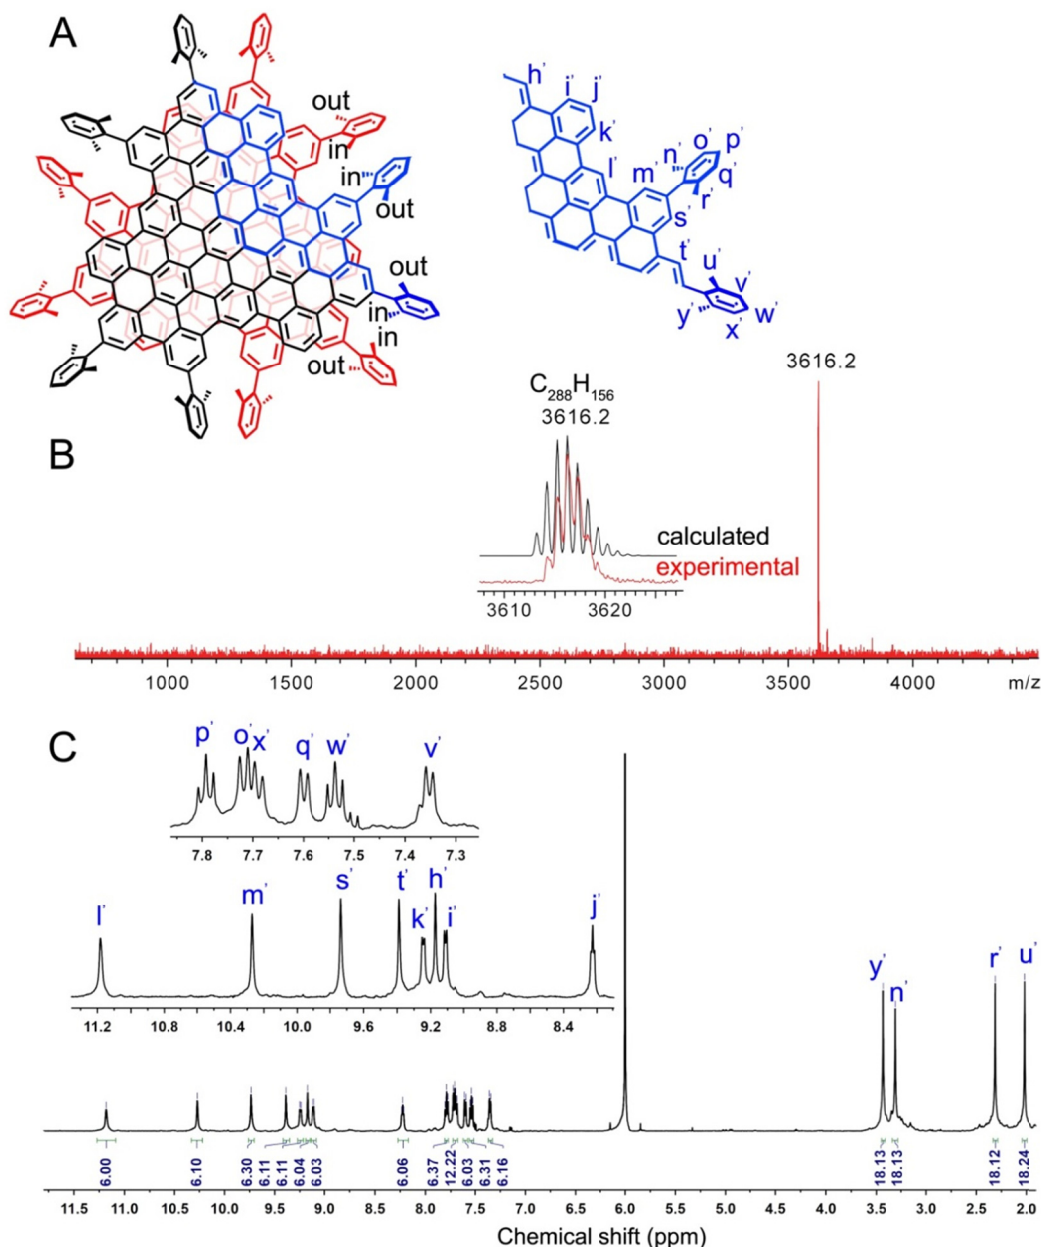 A
out
in
in
out
out
in
in
out
h'
i'
j'
k'
l'
m'
n'
o'
p'
q'
r'
s'
t'
u'
v'
w'
x'
y'
B
C288H156
3616.2
3616.2
calculated
experimental
3610 3620
1000 1500 2000 2500 3000 3500 4000 m/z
C
p' o' x' q' w' v'
7.8 7.7 7.6 7.5 7.4 7.3
l' m' s' t' k' h' i' j'
11.2 10.8 10.4 10.0 9.6 9.2 8.8 8.4
y' n' r' u'
6.00 6.10 6.30 6.11 6.11 6.04 6.03 6.06 6.37 12.22 6.03 6.31 6.16 18.13 18.13 18.12 18.24
11.5 11.0 10.5 10.0 9.5 9.0 8.5 8.0 7.5 7.0 6.5 6.0 5.5 5.0 4.5 4.0 3.5 3.0 2.5 2.0
Chemical shift (ppm)